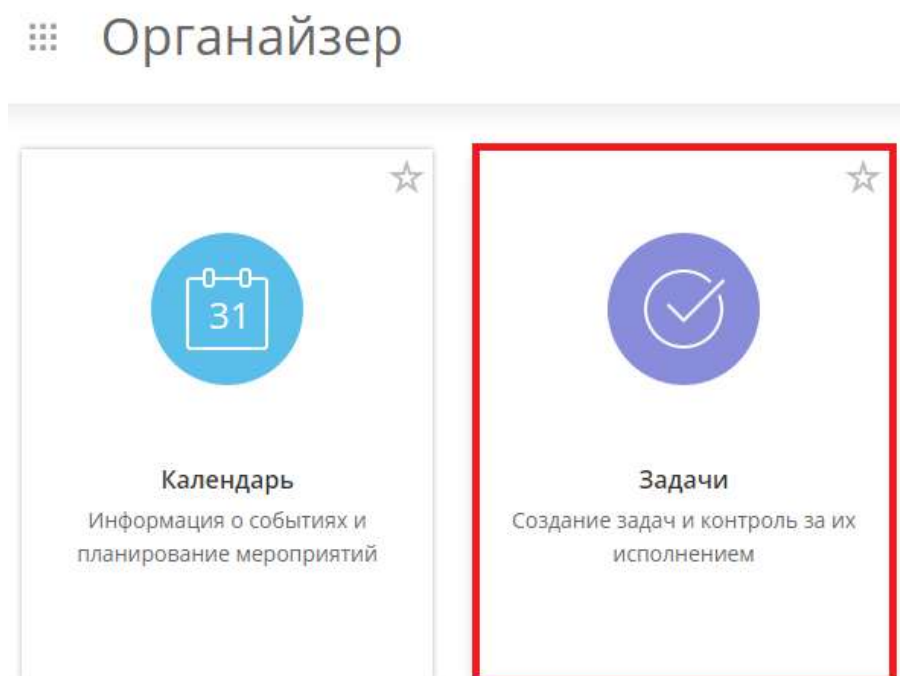 Органайзер
31
Календарь
Информация о событиях и
планирование мероприятий
Задачи
Создание задач и контроль за их
исполнением